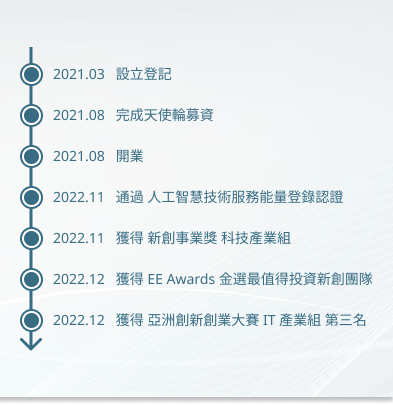 2021.03 設立登記
2021.08 完成天使輪募資
2021.08 開業
2022.11 通過 人工智慧技術服務能量登錄認證
2022.11 獲得 新創事業獎 科技產業組
2022.12 獲得 EE Awards 金選最值得投資新創團隊
2022.12 獲得 亞洲創新創業大賽 IT 產業組 第三名